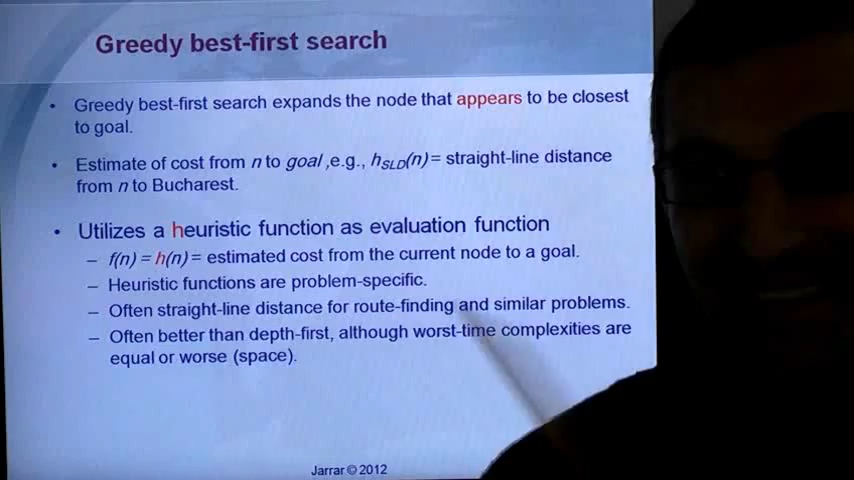 Greedy best-first search
• Greedy best-first search expands the node that appears to be closest
to goal.
• Estimate of cost from n to goal ,e.g., hSLD(n) = straight-line distance
from n to Bucharest.
• Utilizes a heuristic function as evaluation function
– f(n) = h(n) = estimated cost from the current node to a goal.
– Heuristic functions are problem-specific.
– Often straight-line distance for route-finding and similar problems.
– Often better than depth-first, although worst-time complexities are
equal or worse (space).
Jarrar © 2012